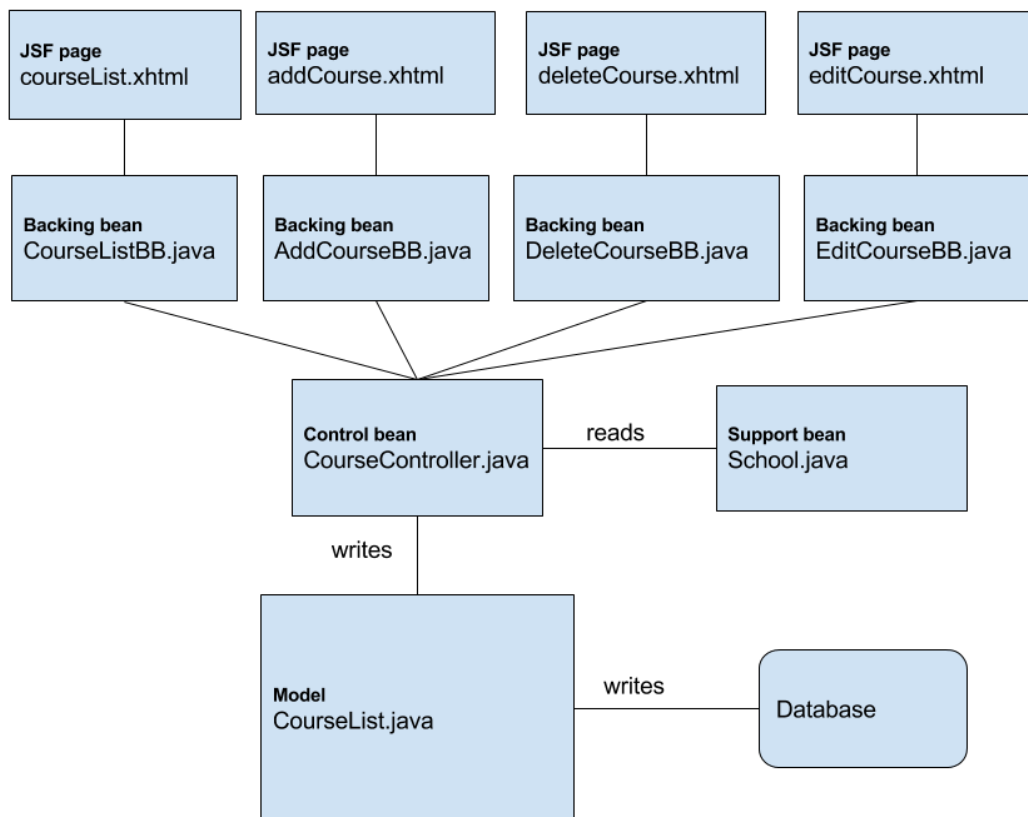 JSF page
courseList.xhtml
JSF page
addCourse.xhtml
JSF page
deleteCourse.xhtml
JSF page
editCourse.xhtml
Backing bean
CourseListBB.java
Backing bean
AddCourseBB.java
Backing bean
DeleteCourseBB.java
Backing bean
EditCourseBB.java
Control bean
CourseController.java
reads
Support bean
School.java
writes
Model
CourseList.java
writes
Database